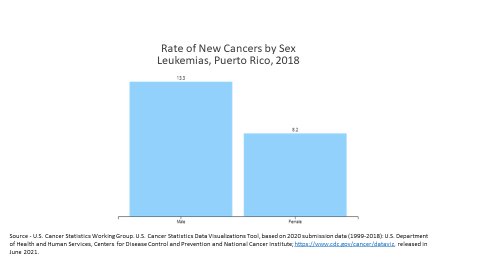 Rate of New Cancers by Sex
Leukemias, Puerto Rico, 2018
13.3
8.2
Male
Female
Source - U.S. Cancer Statistics Working Group. U.S. Cancer Statistics Data Visualizations Tool, based on 2020 submission data (1999-2018): U.S. Department
of Health and Human Services, Centers for Disease Control and Prevention and National Cancer Institute; https://www.cdc.gov/cancer/dataviz, released in
June 2021.